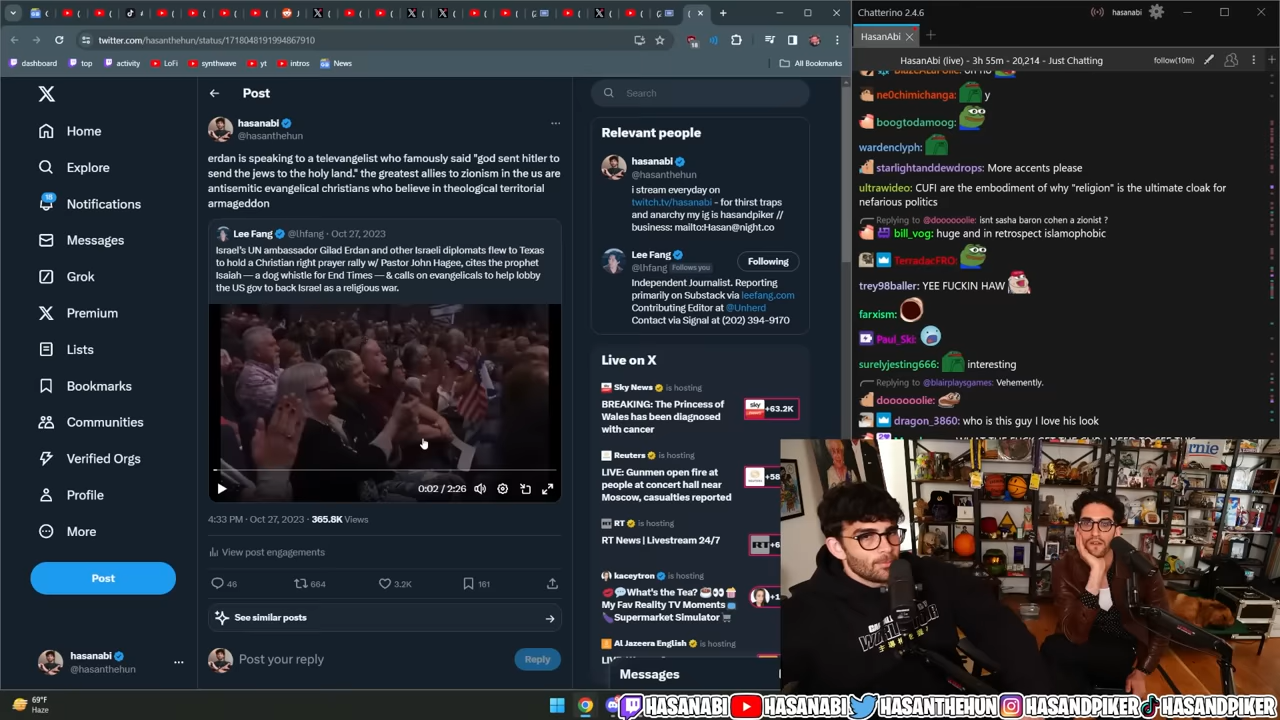 twitter.com/hasanthehun/status/1718048191994867910
dashboard
top
activity
LoFi
synthwave
yt
intros
News
All Bookmarks
Home
Explore
18
Notifications
Messages
Grok
Premium
Lists
Bookmarks
Communities
Verified Orgs
Profile
More
Post
hasanabi
@hasanthehun
Post
hasanabi
@hasanthehun
erdan is speaking to a televangelist who famously said "god sent hitler to
send the jews to the holy land." the greatest allies to zionism in the us are
antisemitic evangelical christians who believe in theological territorial
armageddon
Lee Fang @lhfang · Oct 27, 2023
Israel's UN ambassador Gilad Erdan and other Israeli diplomats flew to Texas
to hold a Christian right prayer rally w/ Pastor John Hagee, cites the prophet
Isaiah — a dog whistle for End Times — & calls on evangelicals to help lobby
the US gov to back Israel as a religious war.
0:02 / 2:26
4:33 PM · Oct 27, 2023 · 365.8K Views
View post engagements
46
664
3.2K
161
See similar posts
Post your reply
Reply
Search
Relevant people
hasanabi
@hasanthehun
i stream everyday on
twitch.tv/hasanabi - for thirst traps
and anarchy my ig is hasandpiker //
business: mailto:Hasan@night.co
Lee Fang
@lhfang Follows you
Following
Independent Journalist. Reporting
primarily on Substack via leefang.com
Contributing Editor at @Unherd
Contact via Signal at (202) 394-9170
Live on X
Sky News is hosting
BREAKING: The Princess of
Wales has been diagnosed
with cancer
sky
+63.2K
Reuters is hosting
LIVE: Gunmen open fire at
people at concert hall near
Moscow, casualties reported
+58
RT is hosting
RT News | Livestream 24/7
kaceytron is hosting
What's the Tea?
My Fav Reality TV Moments
Supermarket Simulator
+1
Al Jazeera English is hosting
Messages
Chatterino 2.4.6
hasanabi
HasanAbi
HasanAbi (live) - 3h 55m - 20,214 - Just Chatting
follow(10m)
ne0chimichanga: y
boogtodamoog:
wardenclyph:
starlightanddewdrops: More accents please
ultrawideo: CUFI are the embodiment of why "religion" is the ultimate cloak for
nefarious politics
Replying to @doooooolie: isnt sasha baron cohen a zionist ?
bill_vog: huge and in retrospect islamophobic
TerradacFRO:
trey98baller: YEE FUCKIN HAW
farxism:
Paul_Ski:
surelyjesting666: interesting
Replying to @blairplaysgames: Vehemently.
doooooolie:
dragon_3860: who is this guy I love his look
69°F
Haze
HASANABI
HASANABI
HASANTHEHUN
HASANDPIKER
HASANDPIKER